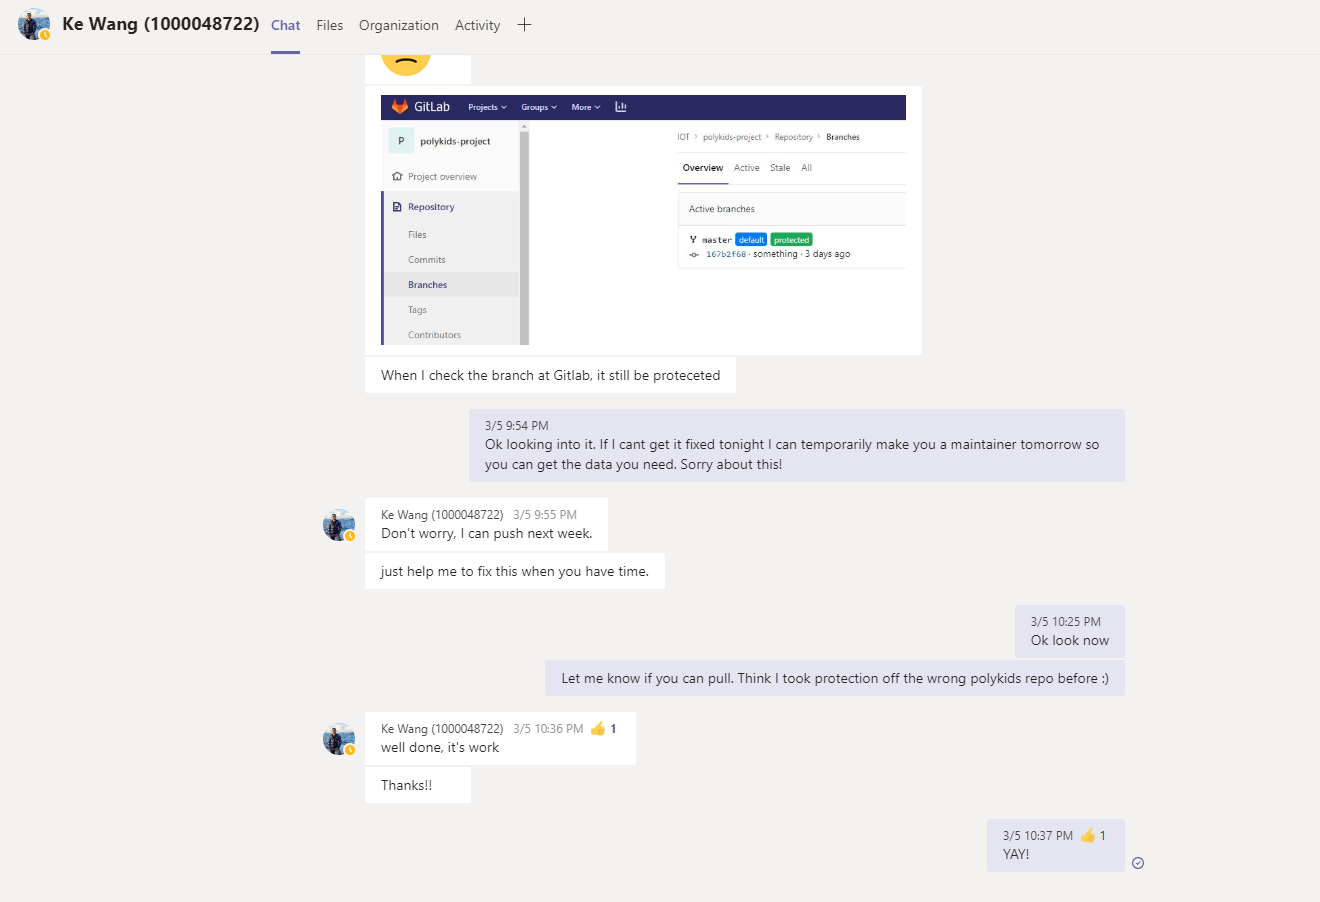 Ke Wang (1000048722) Chat Files Organization Activity
GitLab Projects Groups More
P polykids-project
Project overview
Repository
Files
Commits
Branches
Tags
Contributors
IOT > polykids-project > Repository > Branches
Overview Active Stale All
Active branches
master default protected
167b2f68 · something · 3 days ago
When I check the branch at Gitlab, it still be proteceted
3/5 9:54 PM
Ok looking into it. If I cant get it fixed tonight I can temporarily make you a maintainer tomorrow so
you can get the data you need. Sorry about this!
Ke Wang (1000048722) 3/5 9:55 PM
Don't worry, I can push next week.
just help me to fix this when you have time.
3/5 10:25 PM
Ok look now
Let me know if you can pull. Think I took protection off the wrong polykids repo before :)
Ke Wang (1000048722) 3/5 10:36 PM 1
well done, it's work
Thanks!!
3/5 10:37 PM 1
YAY!